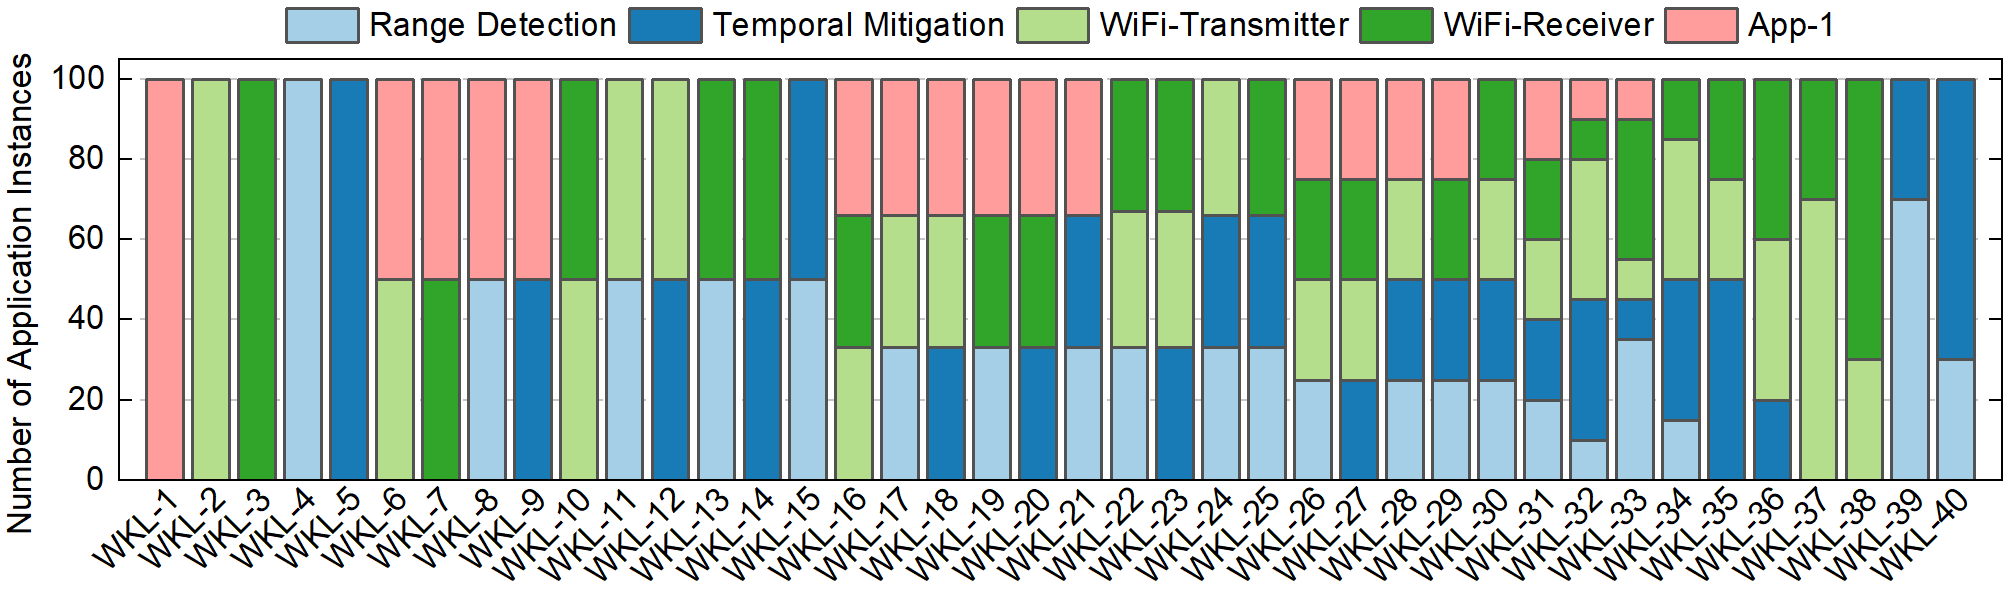 Range Detection Temporal Mitigation WiFi-Transmitter WiFi-Receiver App-1
Number of Application Instances
100
80
60
40
20
0
WKL-1 WKL-2 WKL-3 WKL-4 WKL-5 WKL-6 WKL-7 WKL-8 WKL-9 WKL-10 WKL-11 WKL-12 WKL-13 WKL-14 WKL-15 WKL-16 WKL-17 WKL-18 WKL-19 WKL-20 WKL-21 WKL-22 WKL-23 WKL-24 WKL-25 WKL-26 WKL-27 WKL-28 WKL-29 WKL-30 WKL-31 WKL-32 WKL-33 WKL-34 WKL-35 WKL-36 WKL-37 WKL-38 WKL-39 WKL-40